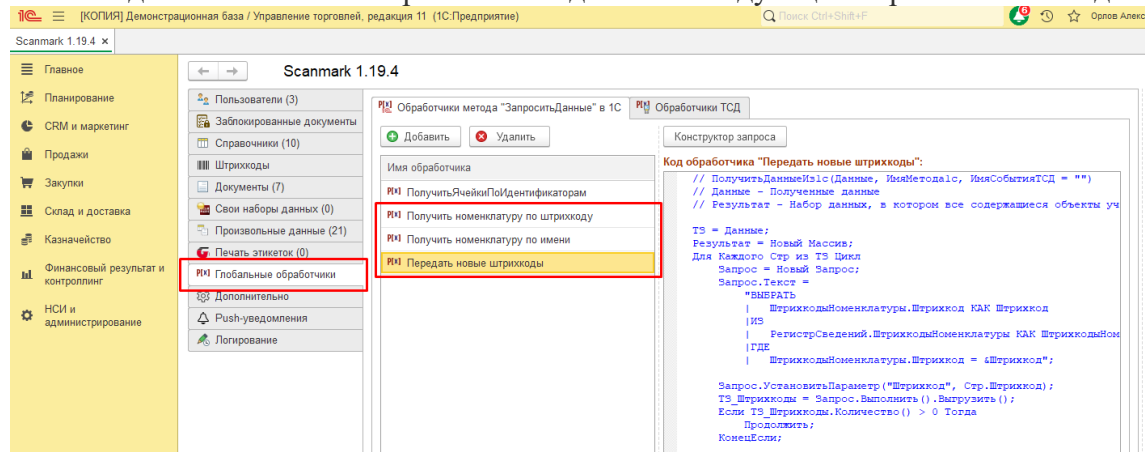 [КОПИЯ] Демонстрационная база / Управление торговлей, редакция 11 (1С:Предприятие)
Поиск Ctrl+Shift+F
6
Орлов Алекс
Scanmark 1.19.4 ×
Главное
Планирование
CRM и маркетинг
Продажи
Закупки
Склад и доставка
Казначейство
Финансовый результат и
контроллинг
НСИ и
администрирование
Scanmark 1.19.4
Пользователи (3)
Заблокированные документы
Справочники (10)
Штрихкоды
Документы (7)
Свои наборы данных (0)
Произвольные данные (21)
Печать этикеток (0)
Глобальные обработчики
Дополнительно
Push-уведомления
Логирование
Обработчики метода "ЗапроситьДанные" в 1С
Обработчики ТСД
Добавить
Удалить
Имя обработчика
ПолучитьЯчейкиПоИдентификаторам
Получить номенклатуру по штрихкоду
Получить номенклатуру по имени
Передать новые штрихкоды
Конструктор запроса
Код обработчика "Передать новые штрихкоды":
// ПолучитьДанныеИз1с(Данные, ИмяМетода1с, ИмяСобытияТСД = "")
// Данные - Полученные данные
// Результат - Набор данных, в котором все содержащиеся объекты уч
ТЗ = Данные;
Результат = Новый Массив;
Для Каждого Стр из ТЗ Цикл
Запрос = Новый Запрос;
Запрос.Текст =
"ВЫБРАТЬ
| ШтрихкодыНоменклатуры.Штрихкод КАК Штрихкод
|ИЗ
| РегистрСведений.ШтрихкодыНоменклатуры КАК ШтрихкодыНом
|ГДЕ
| ШтрихкодыНоменклатуры.Штрихкод = &Штрихкод";
Запрос.УстановитьПараметр("Штрихкод", Стр.Штрихкод);
ТЗ_Штрихкоды = Запрос.Выполнить().Выгрузить();
Если ТЗ_Штрихкоды.Количество() > 0 Тогда
Продолжить;
КонецЕсли;